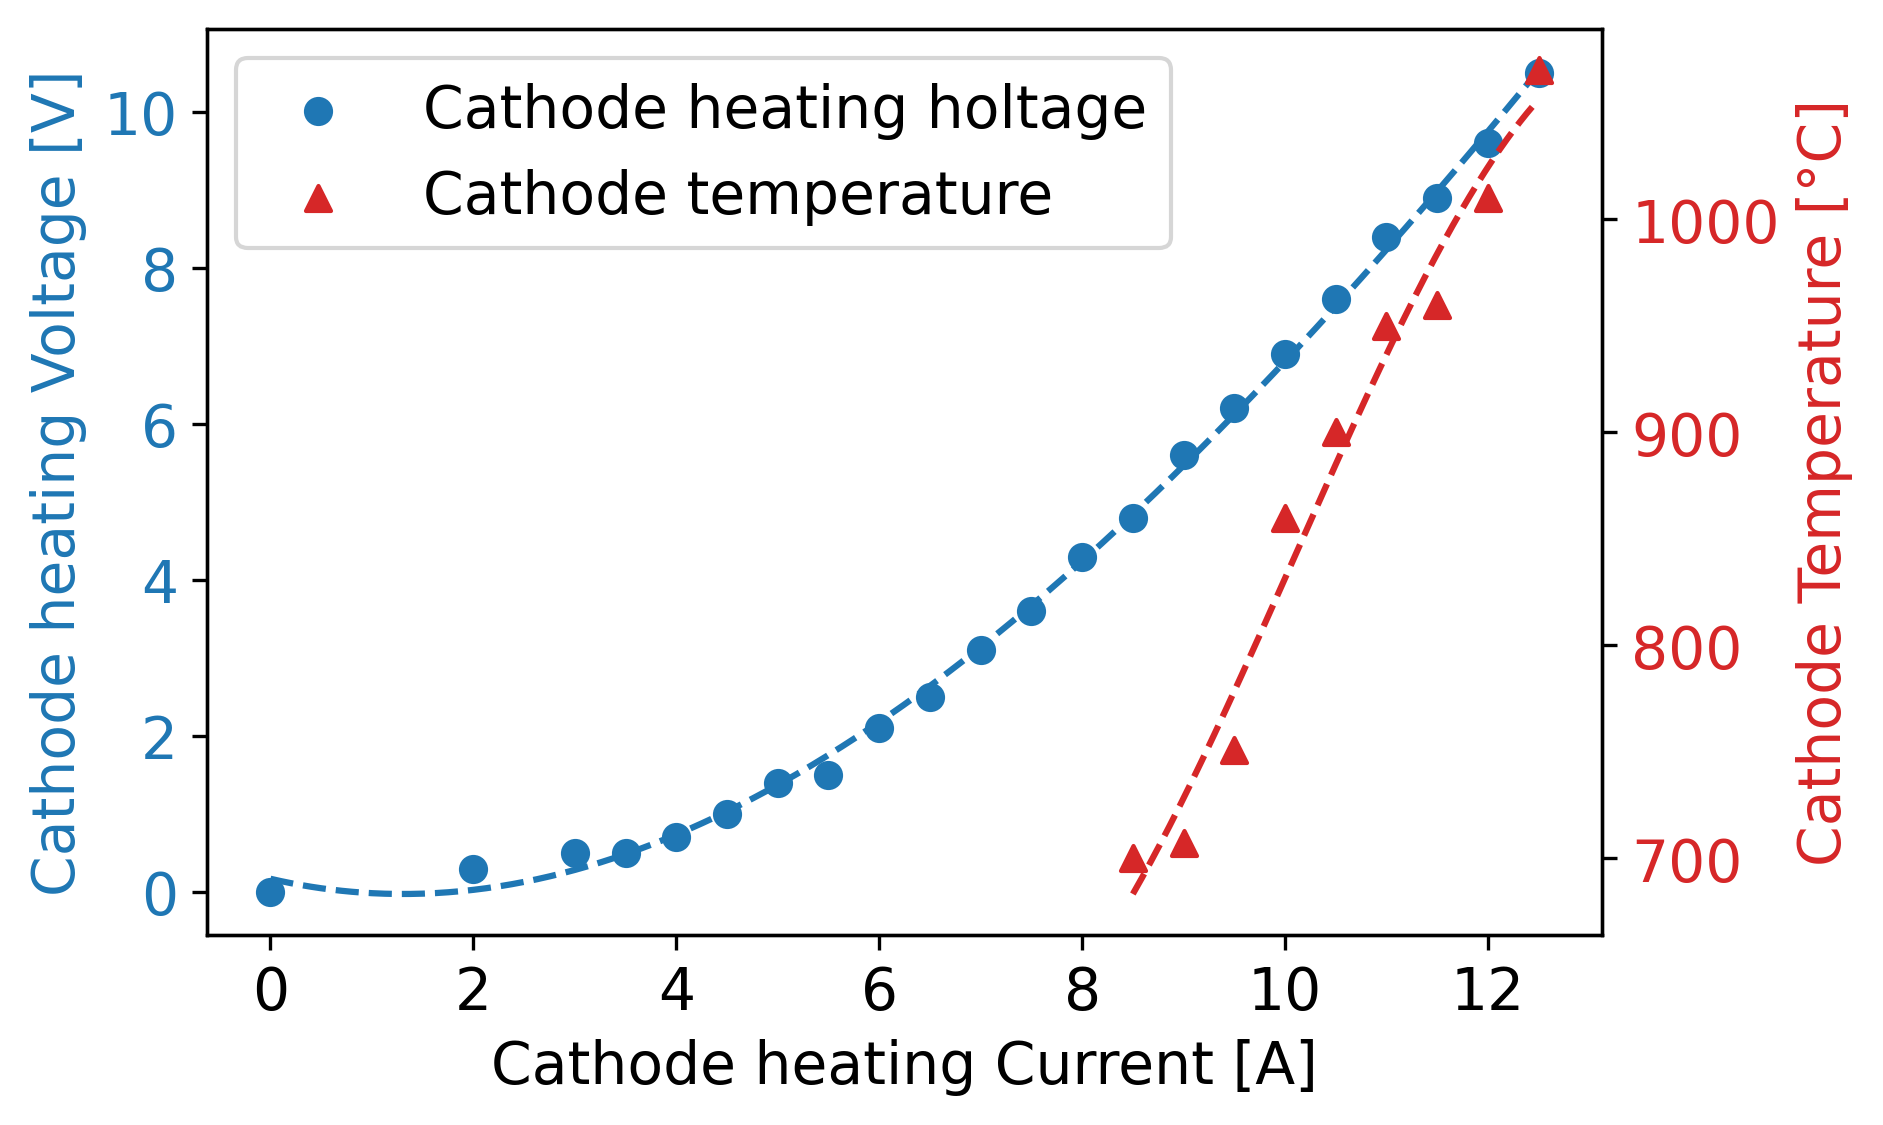 Cathode heating holtage
Cathode temperature
Cathode heating Voltage [V]
10
8
6
4
2
0
1000
900
800
700
Cathode Temperature [°C]
0 2 4 6 8 10 12
Cathode heating Current [A]